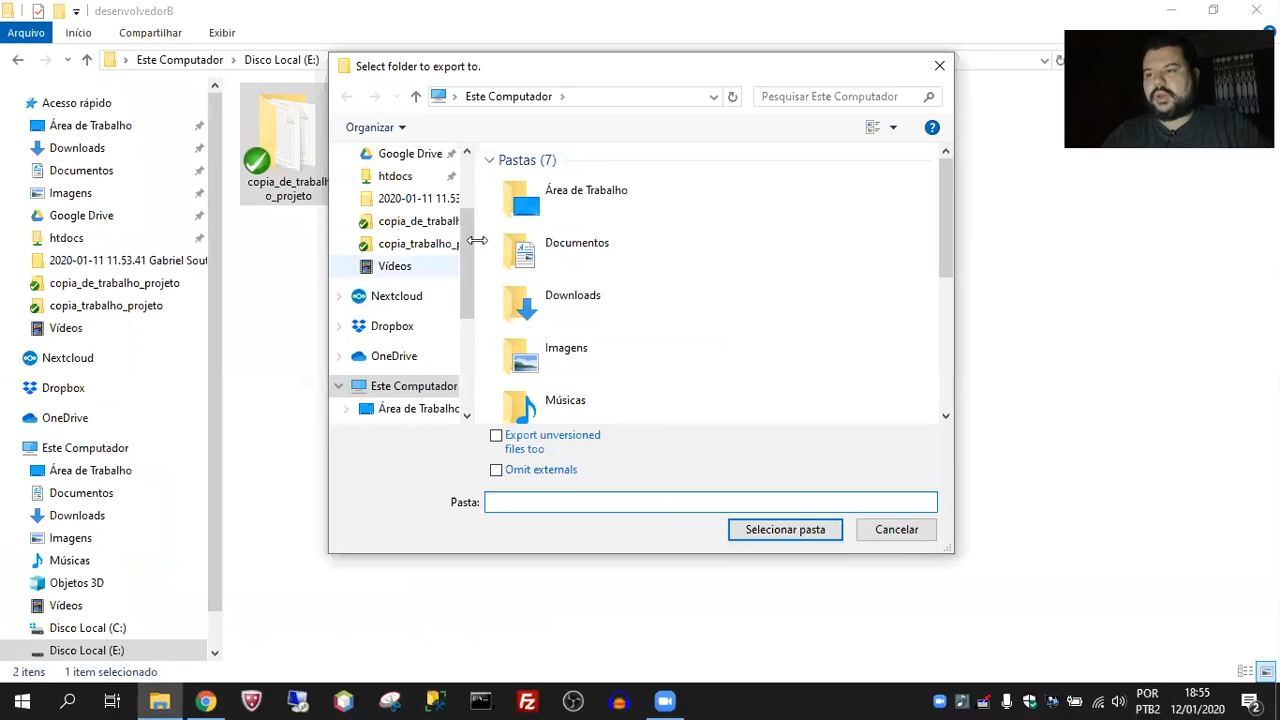 desenvolvedorB
Arquivo Início Compartilhar Exibir
Este Computador Disco Local (E:)
Acesso rápido
Área de Trabalho
Downloads
Documentos
Imagens
Google Drive
htdocs
2020-01-11 11.53.41 Gabriel Sout
copia_de_trabalho_projeto
copia_trabalho_projeto
Vídeos
Nextcloud
Dropbox
OneDrive
Este Computador
Área de Trabalho
Documentos
Downloads
Imagens
Músicas
Objetos 3D
Vídeos
Disco Local (C:)
Disco Local (E:)
copia_de_trabalh
o_projeto
Select folder to export to.
Este Computador
Pesquisar Este Computador
Organizar
Google Drive
htdocs
2020-01-11 11.53
copia_de_trabalh
copia_trabalho_p
Vídeos
Nextcloud
Dropbox
OneDrive
Este Computador
Área de Trabalho
Pastas (7)
Área de Trabalho
Documentos
Downloads
Imagens
Músicas
Export unversioned
files too
Omit externals
Pasta:
Selecionar pasta Cancelar
2 itens 1 item selecionado
POR
PTB2
18:55
12/01/2020
2